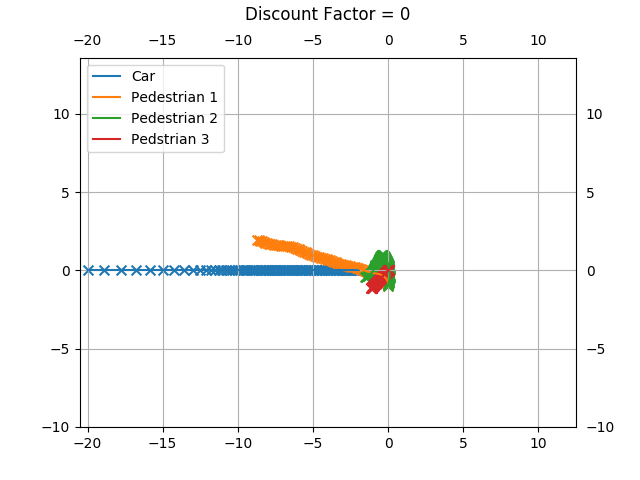 Discount Factor = 0
−20 −15 −10 −5 0 5 10
Car
Pedestrian 1
Pedestrian 2
Pedstrian 3
10 10
5 5
0 0
−5 −5
−10 −10
−20 −15 −10 −5 0 5 10